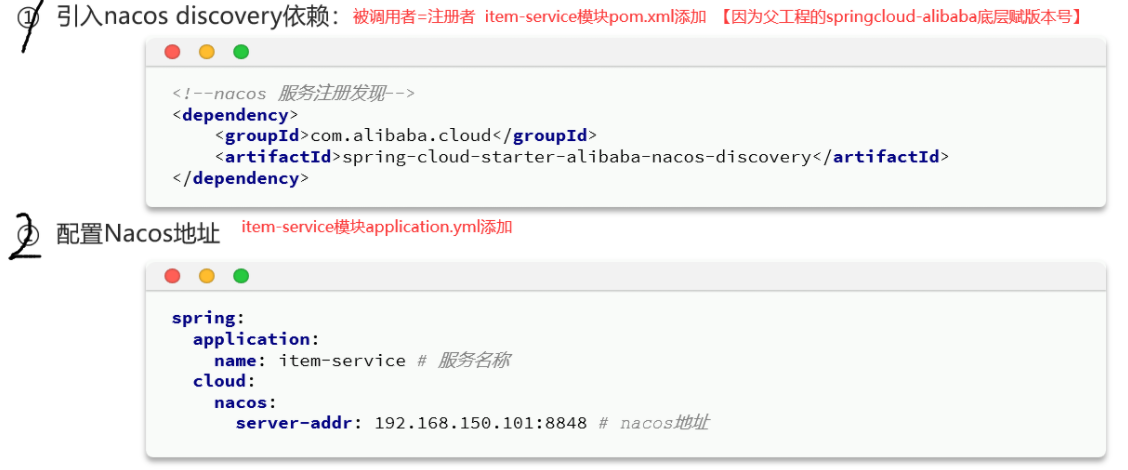 ① 引入nacos discovery依赖： 被调用者=注册者 item-service模块pom.xml添加 【因为父工程的springcloud-alibaba底层赋版本号】
<!--nacos 服务注册发现-->
<dependency>
    <groupId>com.alibaba.cloud</groupId>
    <artifactId>spring-cloud-starter-alibaba-nacos-discovery</artifactId>
</dependency>
② 配置Nacos地址 item-service模块application.yml添加
spring:
  application:
    name: item-service # 服务名称
  cloud:
    nacos:
      server-addr: 192.168.150.101:8848 # nacos地址